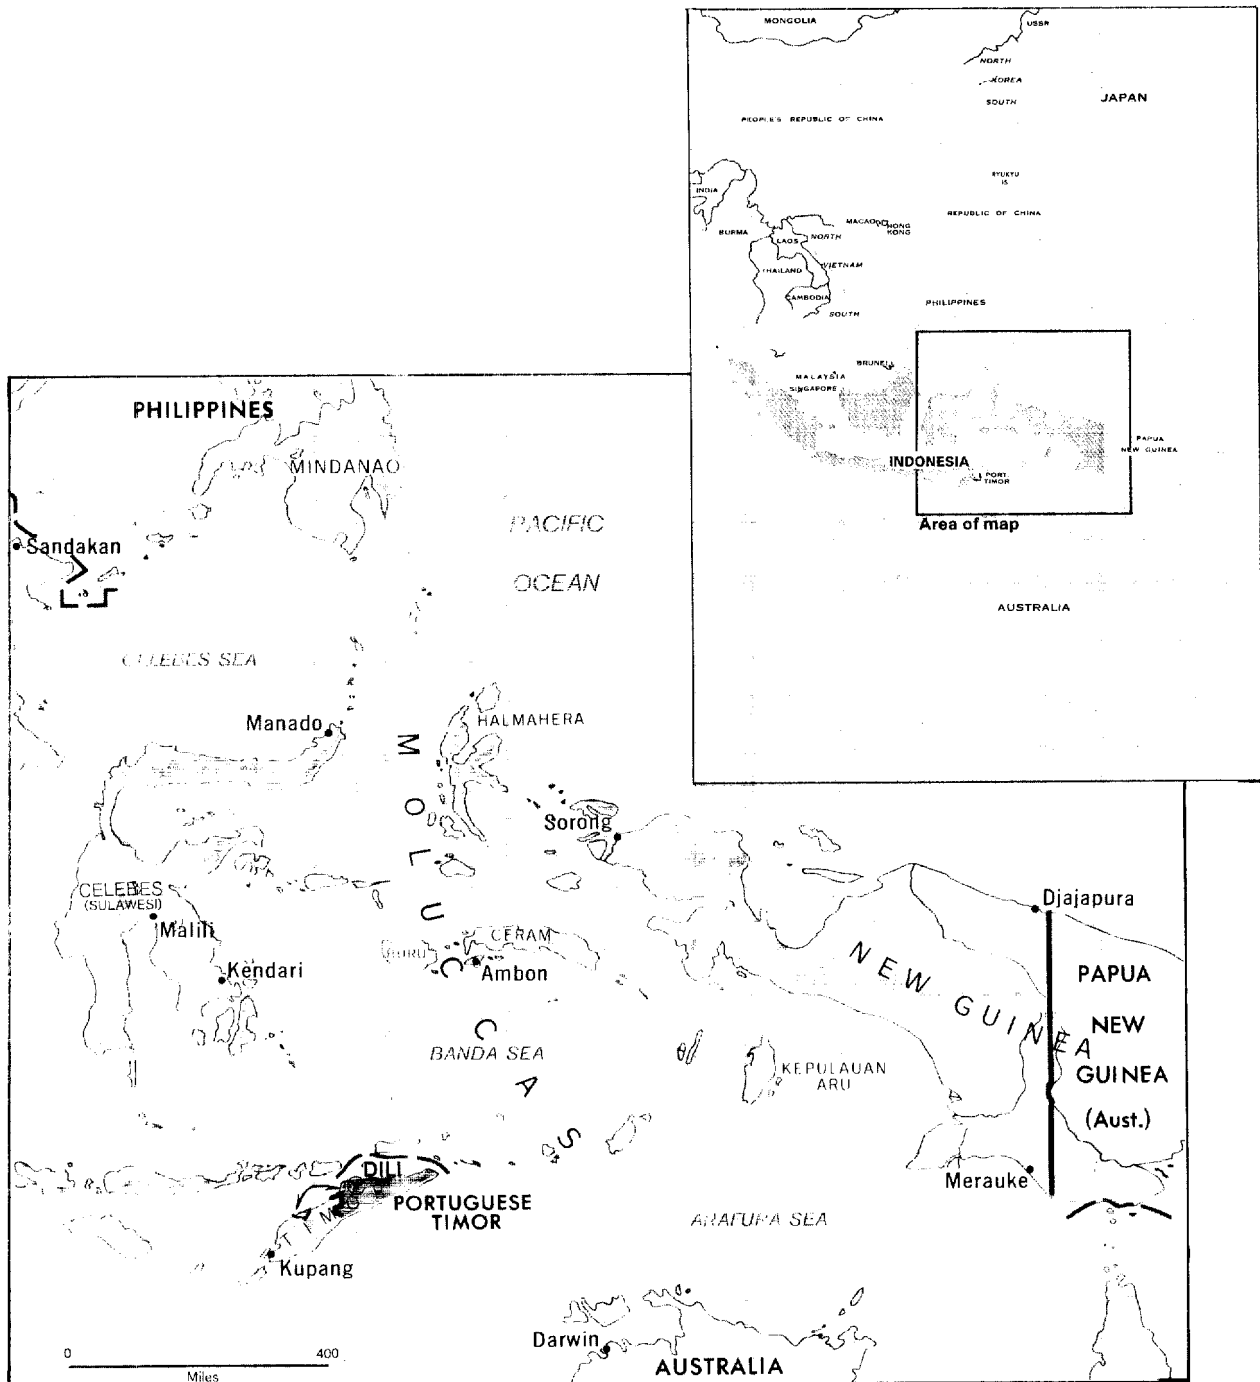 MONGOLIA
USSR
NORTH
KOREA
SOUTH
JAPAN
PEOPLE'S REPUBLIC OF CHINA
RYUKYU
IS
INDIA
REPUBLIC OF CHINA
MACAO
HONG
KONG
BURMA
LAOS
NORTH
VIETNAM
THAILAND
CAMBODIA
SOUTH
PHILIPPINES
BRUNEI
MALAYSIA
SINGAPORE
PAPUA
NEW GUINEA
INDONESIA
PORT
TIMOR
Area of map
AUSTRALIA
PHILIPPINES
MINDANAO
PACIFIC
OCEAN
Sandakan
CELEBES SEA
Manado
HALMAHERA
MOLUCCAS
Sorong
CELEBES
(SULAWESI)
Malili
Kendari
BURU
CERAM
Ambon
Djajapura
NEW GUINEA
PAPUA
NEW
GUINEA
(Aust.)
BANDA SEA
KEPULAUAN
ARU
Merauke
DILI
PORTUGUESE
TIMOR
TIMOR
Kupang
ARAFURA SEA
Darwin
AUSTRALIA
0 400
Miles